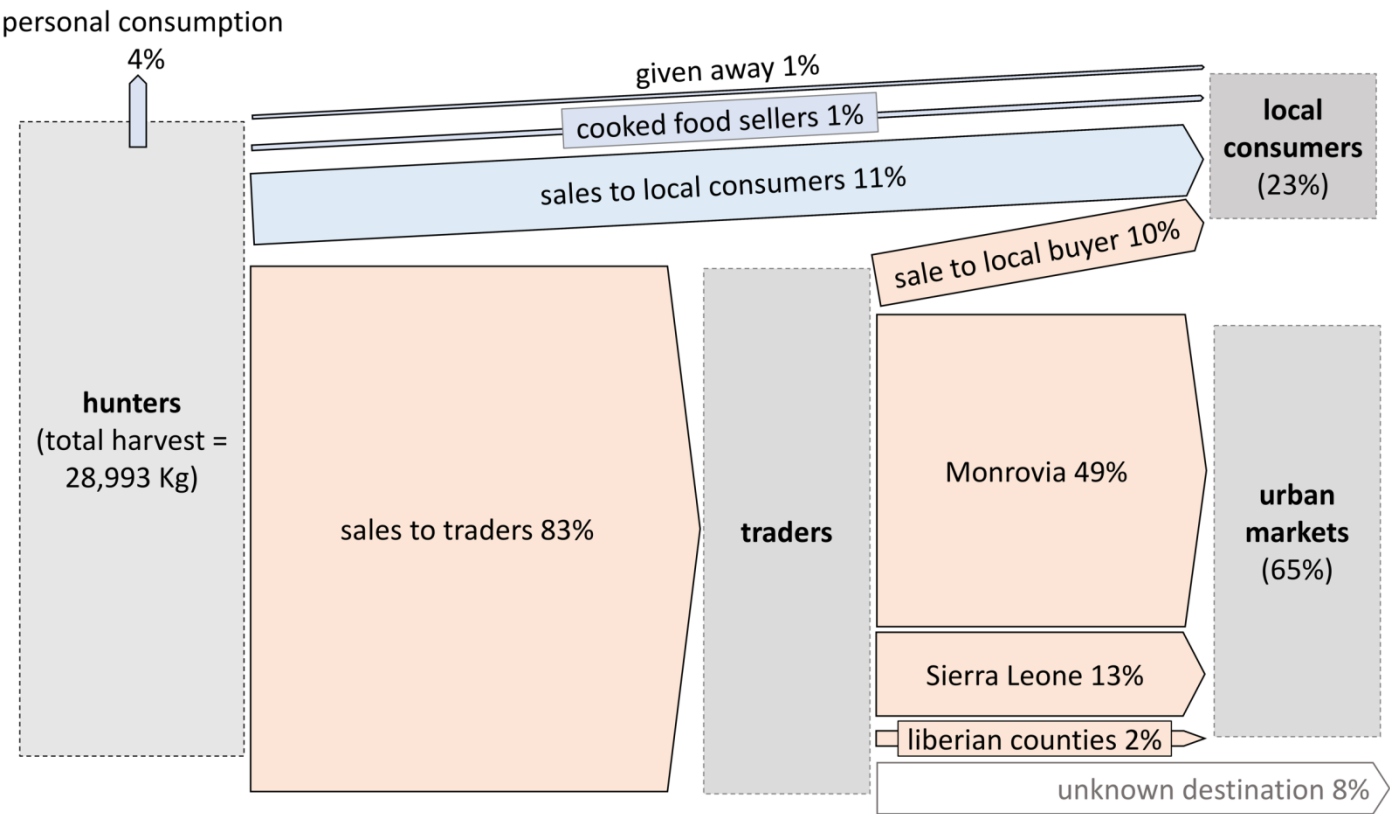 personal consumption
4%
given away 1%
cooked food sellers 1%
sales to local consumers 11%
local
consumers
(23%)
sale to local buyer 10%
hunters
(total harvest =
28,993 Kg)
sales to traders 83%
traders
Monrovia 49%
urban
markets
(65%)
Sierra Leone 13%
liberian counties 2%
unknown destination 8%